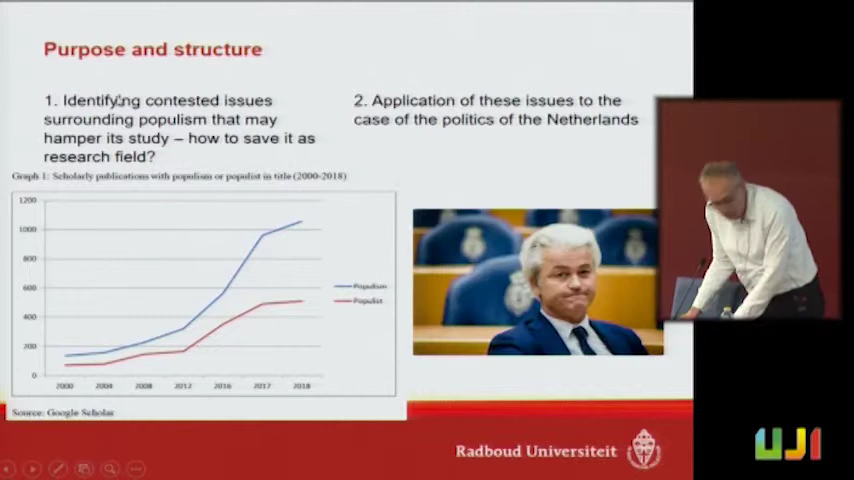 Purpose and structure
1. Identifying contested issues
surrounding populism that may
hamper its study – how to save it as
research field?
2. Application of these issues to the
case of the politics of the Netherlands
Graph 1: Scholarly publications with populism or populist in title (2000-2018)
1200
1000
800
600
400
200
0
2000 2004 2008 2012 2016 2017 2018
Populism
Populist
Source: Google Scholar
Radboud Universiteit
UJI